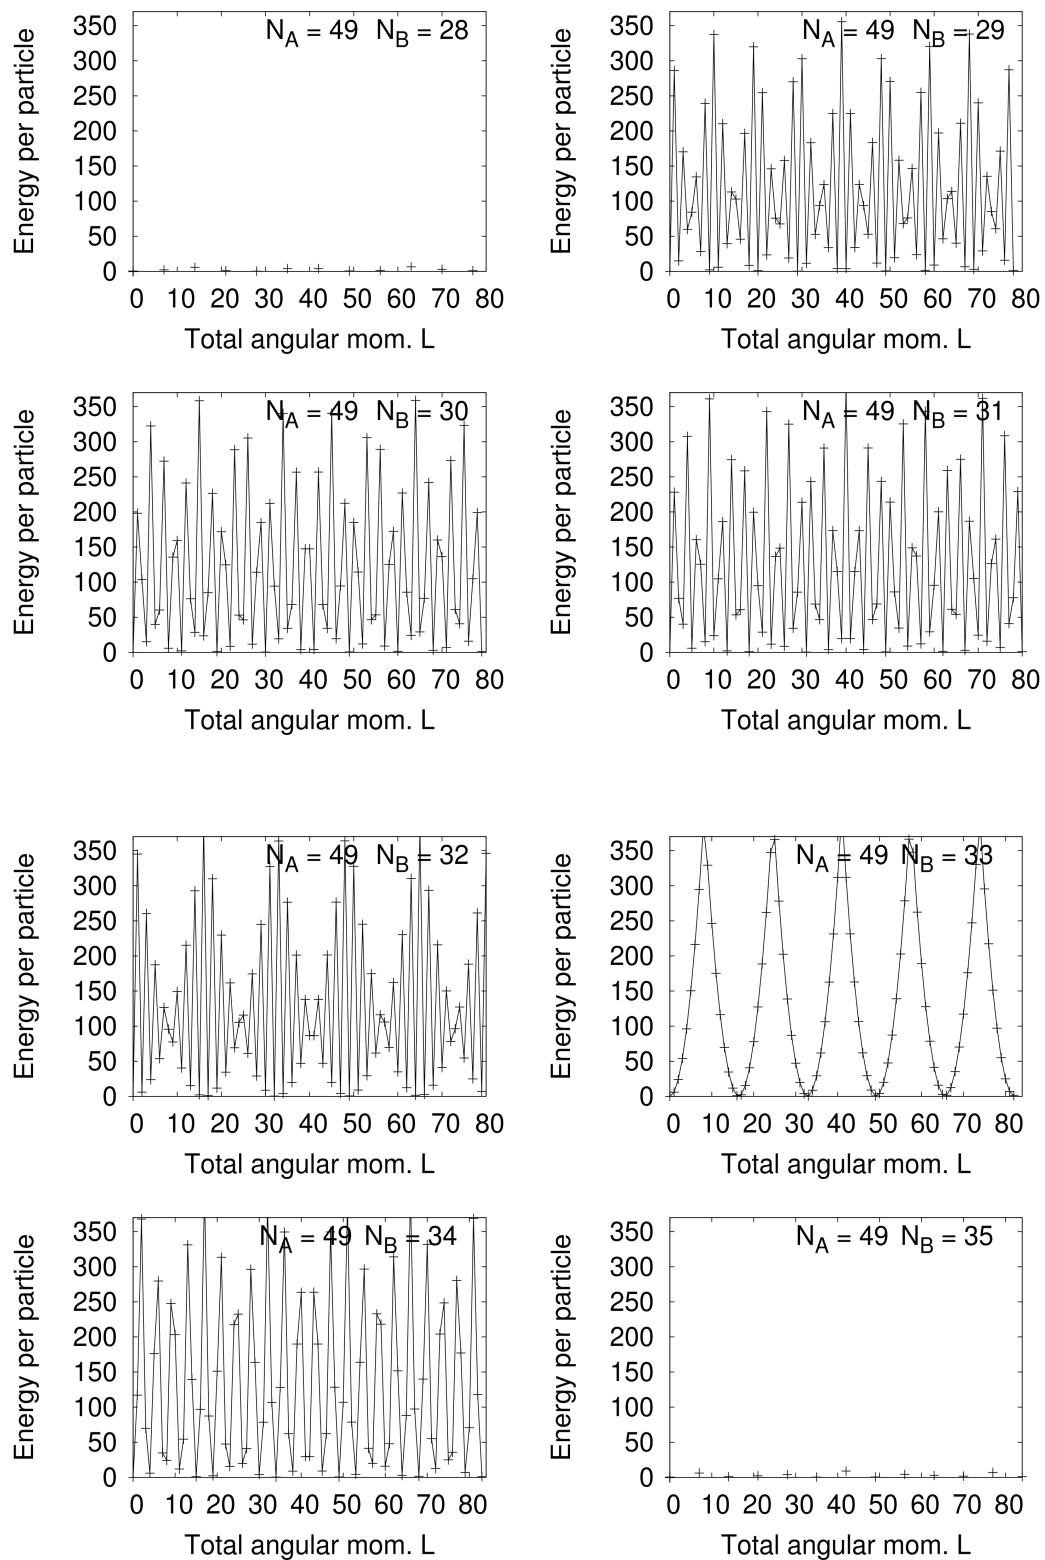 N_A = 49 N_B = 28
Energy per particle
350
300
250
200
150
100
50
0
0 10 20 30 40 50 60 70 80
Total angular mom. L
N_A = 49 N_B = 29
Energy per particle
350
300
250
200
150
100
50
0
0 10 20 30 40 50 60 70 80
Total angular mom. L
N_A = 49 N_B = 30
Energy per particle
350
300
250
200
150
100
50
0
0 10 20 30 40 50 60 70 80
Total angular mom. L
N_A = 49 N_B = 31
Energy per particle
350
300
250
200
150
100
50
0
0 10 20 30 40 50 60 70 80
Total angular mom. L
N_A = 49 N_B = 32
Energy per particle
350
300
250
200
150
100
50
0
0 10 20 30 40 50 60 70 80
Total angular mom. L
N_A = 49 N_B = 33
Energy per particle
350
300
250
200
150
100
50
0
0 10 20 30 40 50 60 70 80
Total angular mom. L
N_A = 49 N_B = 34
Energy per particle
350
300
250
200
150
100
50
0
0 10 20 30 40 50 60 70 80
Total angular mom. L
N_A = 49 N_B = 35
Energy per particle
350
300
250
200
150
100
50
0
0 10 20 30 40 50 60 70 80
Total angular mom. L